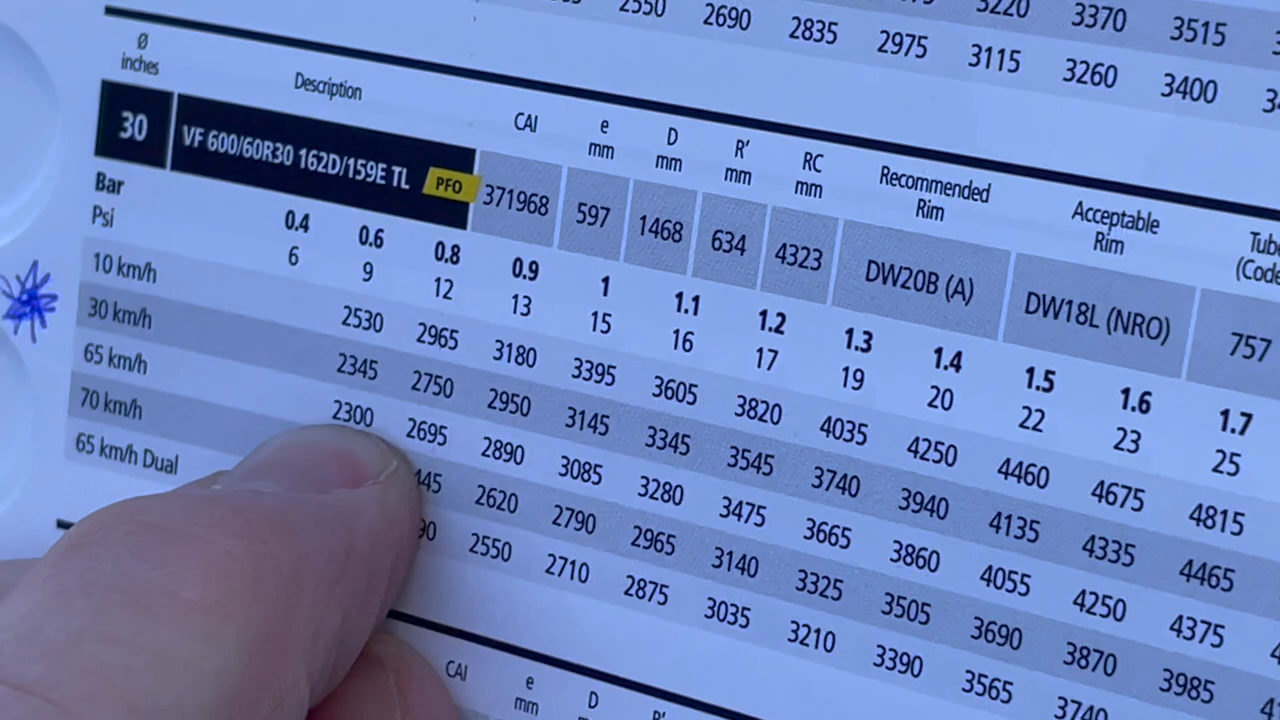 3220 3370 3515
2550 2690 2835 2975 3115 3260 3400
Ø inches Description CAI e mm D mm R' mm RC mm Recommended Rim Acceptable Rim
30 VF 600/60R30 162D/159E TL PFO 371968 597 1468 634 4323 DW20B (A) DW18L (NRO) 757
Bar 0.4 0.6 0.8 0.9 1 1.1 1.2 1.3 1.4 1.5 1.6 1.7
Psi 6 9 12 13 15 16 17 19 20 22 23 25
10 km/h 2530 2965 3180 3395 3605 3820 4035 4250 4460 4675 4815
30 km/h 2345 2750 2950 3145 3345 3545 3740 3940 4135 4335 4465
65 km/h 2300 2695 2890 3085 3280 3475 3665 3860 4055 4250 4375
70 km/h 2620 2790 2965 3140 3325 3505 3690 3870 3985
65 km/h Dual 2550 2710 2875 3035 3210 3390 3565 3740
CAI e mm D